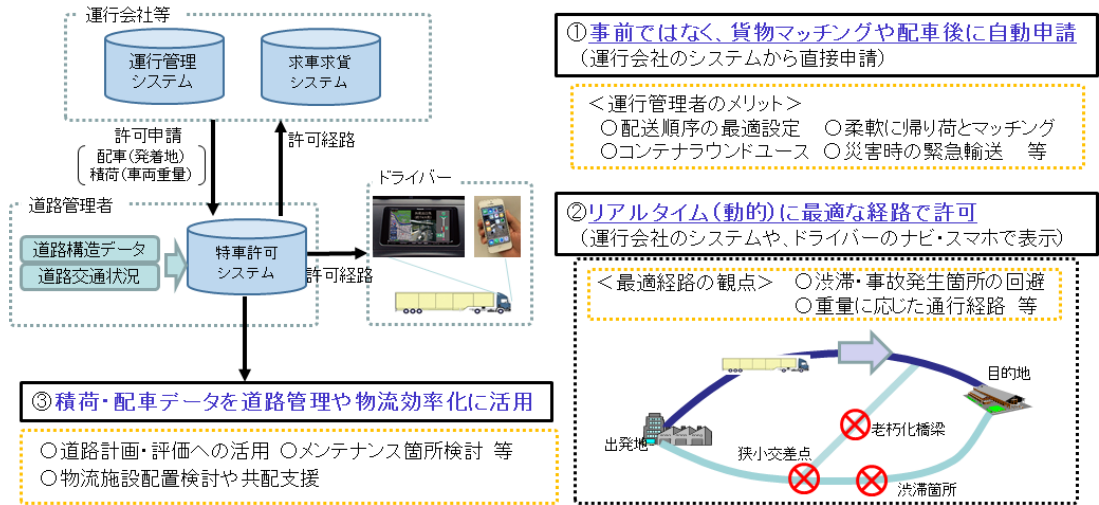 運行会社等
運行管理
システム
求車求貨
システム
許可申請
配車(発着地)
積荷(車両重量)
許可経路
道路管理者
道路構造データ
道路交通状況
特車許可
システム
許可経路
ドライバー
①事前ではなく、貨物マッチングや配車後に自動申請
(運行会社のシステムから直接申請)
<運行管理者のメリット>
○配送順序の最適設定 ○柔軟に帰り荷とマッチング
○コンテナラウンドユース ○災害時の緊急輸送 等
②リアルタイム(動的)に最適な経路で許可
(運行会社のシステムや、ドライバーのナビ・スマホで表示)
<最適経路の観点> ○渋滞・事故発生箇所の回避
○重量に応じた通行経路 等
目的地
出発地
老朽化橋梁
狭小交差点
渋滞箇所
③積荷・配車データを道路管理や物流効率化に活用
○道路計画・評価への活用 ○メンテナンス箇所検討 等
○物流施設配置検討や共配支援